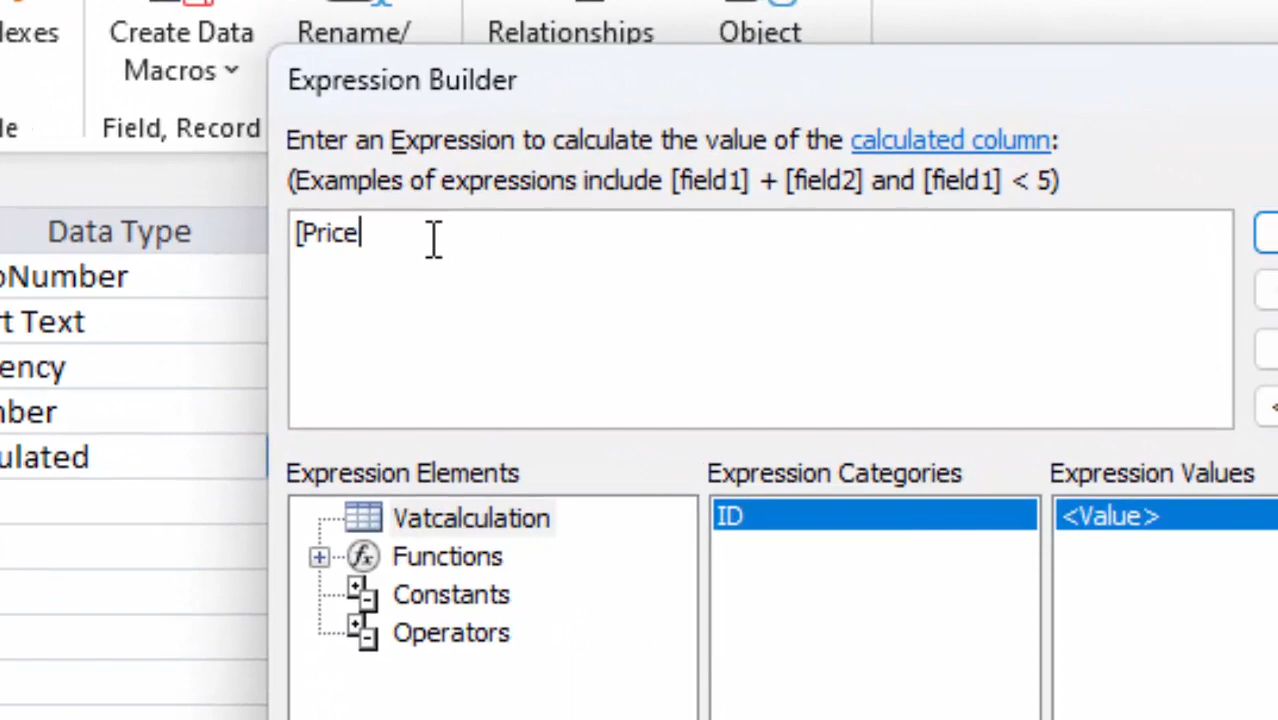 exes
Create Data
Macros
Rename/
Relationships
Object
le
Field, Record
Expression Builder
Enter an Expression to calculate the value of the calculated column:
(Examples of expressions include [field1] + [field2] and [field1] < 5)
[Price
Data Type
oNumber
rt Text
ency
nber
ulated
Expression Elements
Expression Categories
Expression Values
Vatcalculation
Functions
Constants
Operators
ID
<Value>